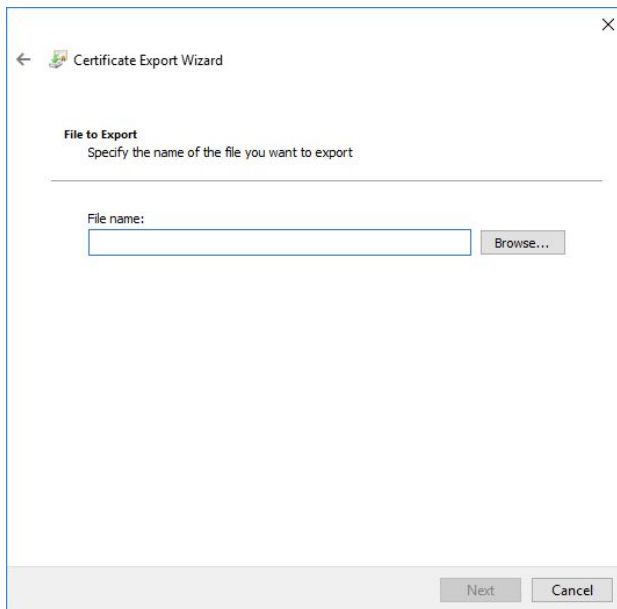 Certificate Export Wizard
File to Export
Specify the name of the file you want to export
File name:
Browse...
Next
Cancel